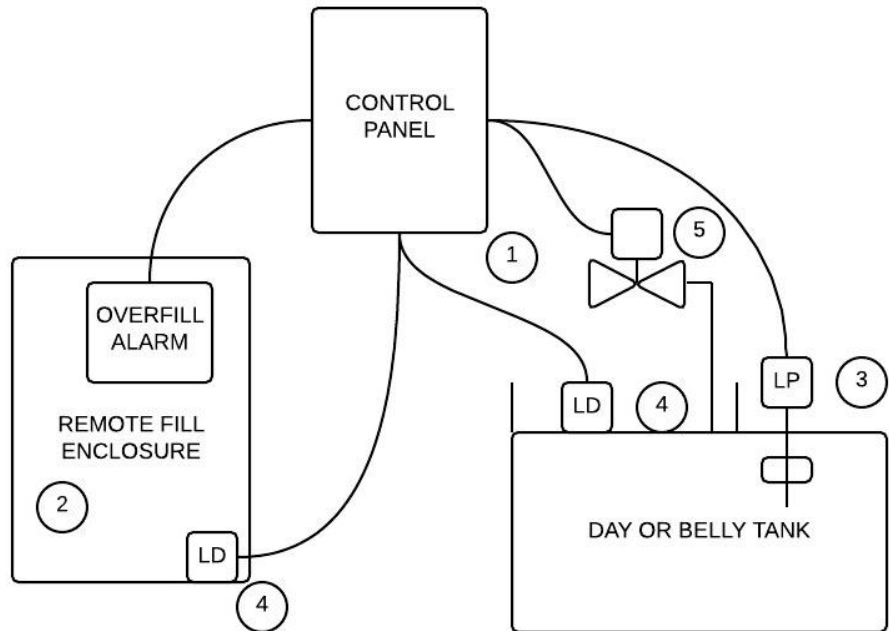 CONTROL
PANEL
5
1
OVERFILL
ALARM
LP
3
LD
4
REMOTE FILL
ENCLOSURE
2
DAY OR BELLY TANK
LD
4